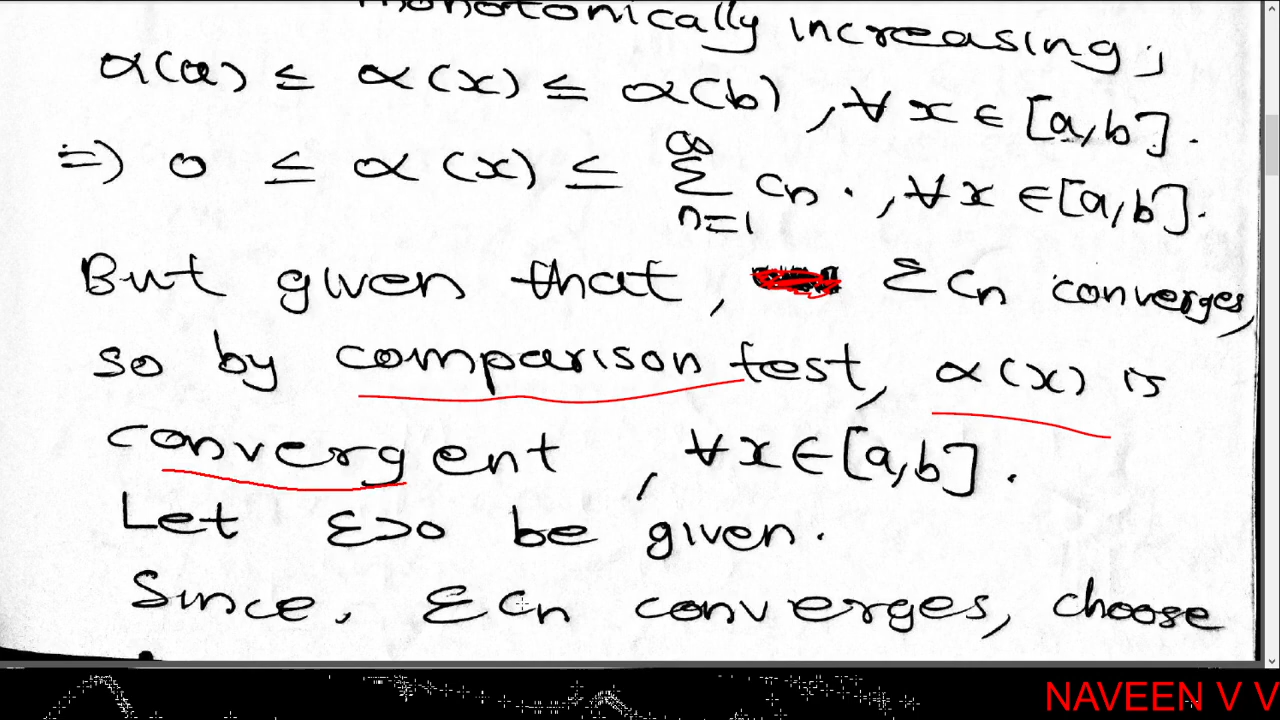 monotonically increasing,
α(a) ≤ α(x) ≤ α(b), ∀ x ∈ [a,b].
⇒ 0 ≤ α(x) ≤ ∞ Σ n=1 cn., ∀ x ∈ [a,b].
But given that, Σ cn converges,
so by comparison test, α(x) is
convergent, ∀ x ∈ [a,b].
Let ε>0 be given.
Since, Σ cn converges, choose
NAVEEN V V